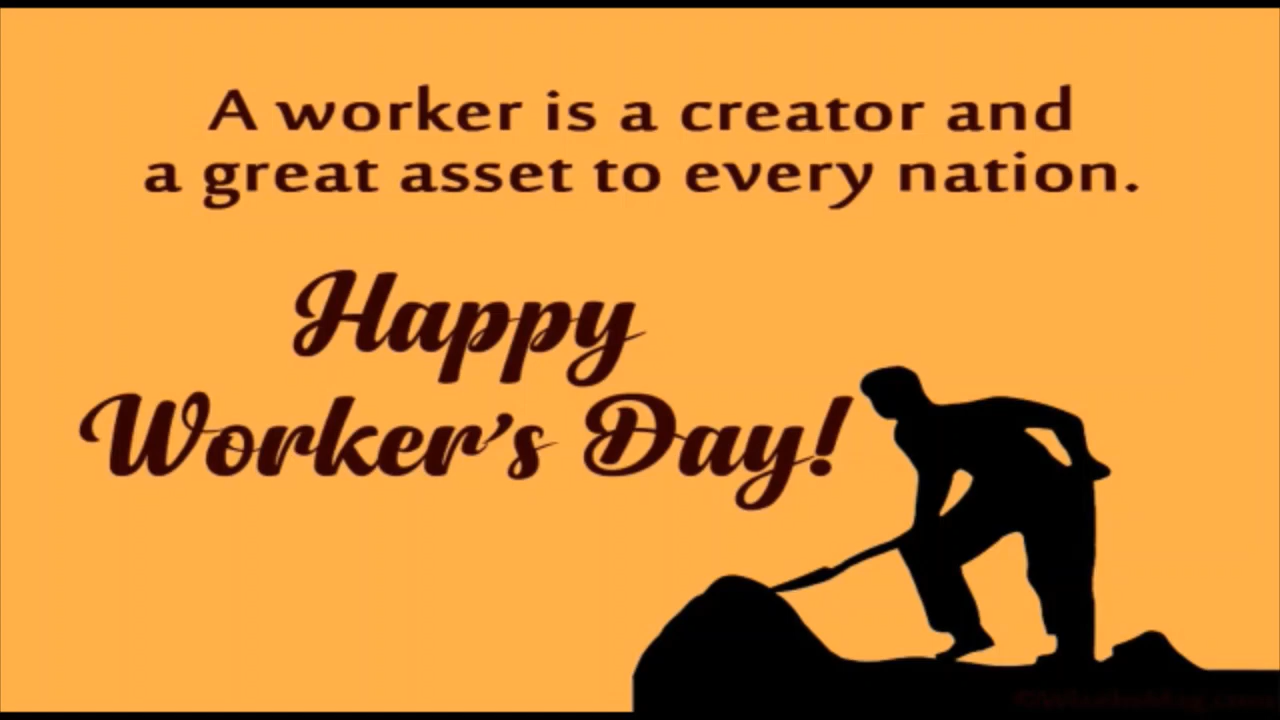 A worker is a creator and
a great asset to every nation.
Happy
Worker's Day!